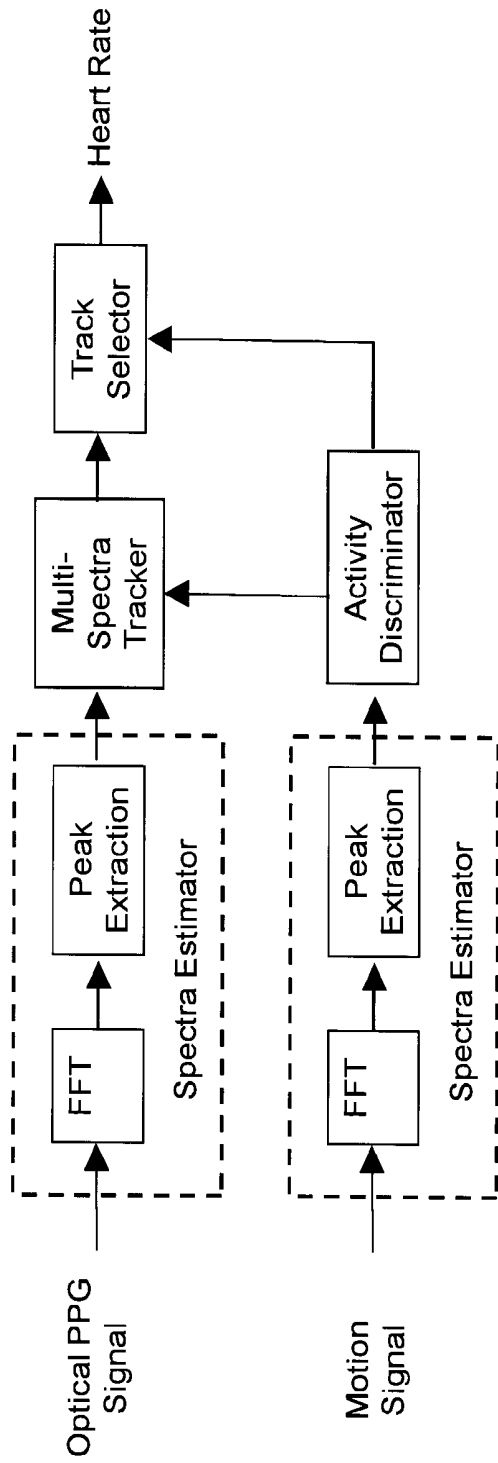 Optical PPG
Signal
FFT
Peak
Extraction
Spectra Estimator
Multi-
Spectra
Tracker
Track
Selector
Heart Rate
Motion
Signal
FFT
Peak
Extraction
Spectra Estimator
Activity
Discriminator